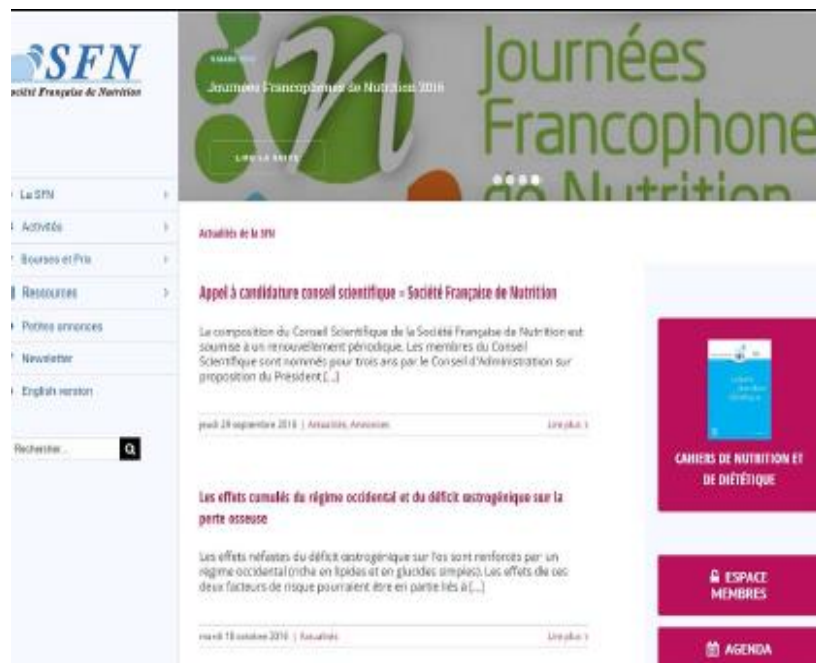 SFN
Société Française de Nutrition
La SFN
Activités
Bourses et Prix
Ressources
Petites annonces
Newsletter
English version
Rechercher...
Journées Francophones de Nutrition 2016
LIRE LA SUITE
Journées
Francophone
de Nutrition
Actualités de la SFN
Appel à candidature conseil scientifique – Société Française de Nutrition
La composition du Conseil Scientifique de la Société Française de Nutrition est
soumise à un renouvellement périodique. Les membres du Conseil
Scientifique sont nommés pour trois ans par le Conseil d'Administration sur
proposition du Président [...]
jeudi 29 septembre 2016 | Actualités, Annonces
Lire plus >
Les effets cumulés du régime occidental et du déficit œstrogénique sur la
perte osseuse
Les effets néfastes du déficit œstrogénique sur l'os sont renforcés par un
régime occidental (riche en lipides et en glucides simples). Les effets de ces
deux facteurs de risque pourraient être en partie liés à [...]
mardi 18 octobre 2016 | Actualités
Lire plus >
CAHIERS DE NUTRITION ET
DE DIÉTÉTIQUE
ESPACE
MEMBRES
AGENDA